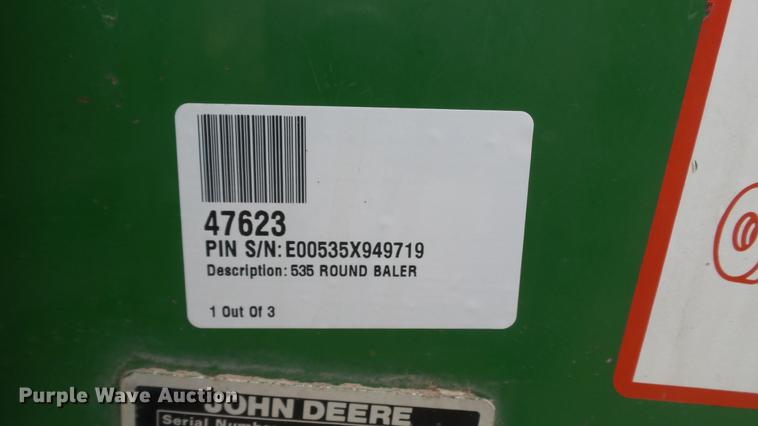 47623
PIN S/N: E00535X949719
Description: 535 ROUND BALER
1 Out Of 3
JOHN DEERE
Serial Number
Purple Wave Auction